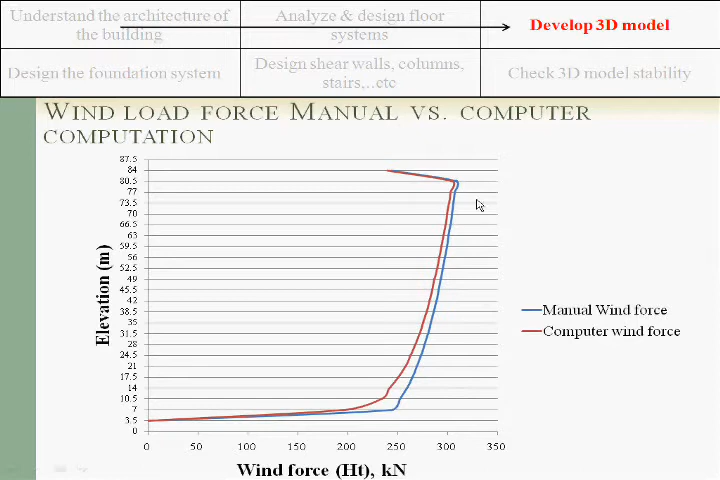 Understand the architecture of
the building
Analyze & design floor
systems
Develop 3D model
Design the foundation system
Design shear walls, columns,
stairs,..etc
Check 3D model stability
WIND LOAD FORCE MANUAL VS. COMPUTER
COMPUTATION
87.5
84
80.5
77
73.5
70
66.5
63
59.5
56
52.5
49
45.5
42
38.5
35
31.5
28
24.5
21
17.5
14
10.5
7
3.5
0
Elevation (m)
0 50 100 150 200 250 300 350
Wind force (Ht), kN
Manual Wind force
Computer wind force